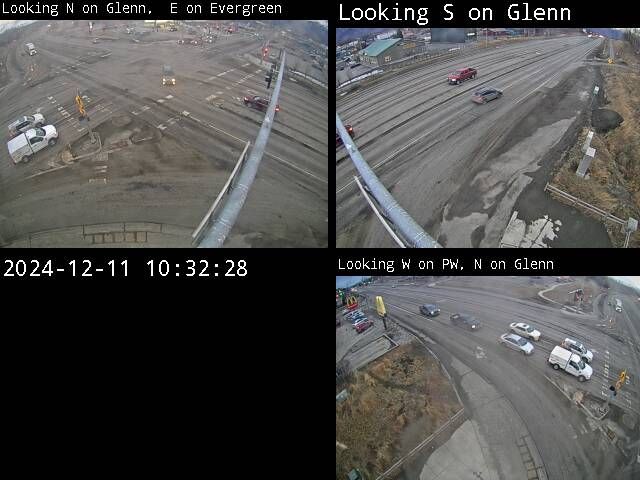 Looking N on Glenn,  E on Evergreen
Looking S on Glenn
2024-12-11 10:32:28
Looking W on PW, N on Glenn